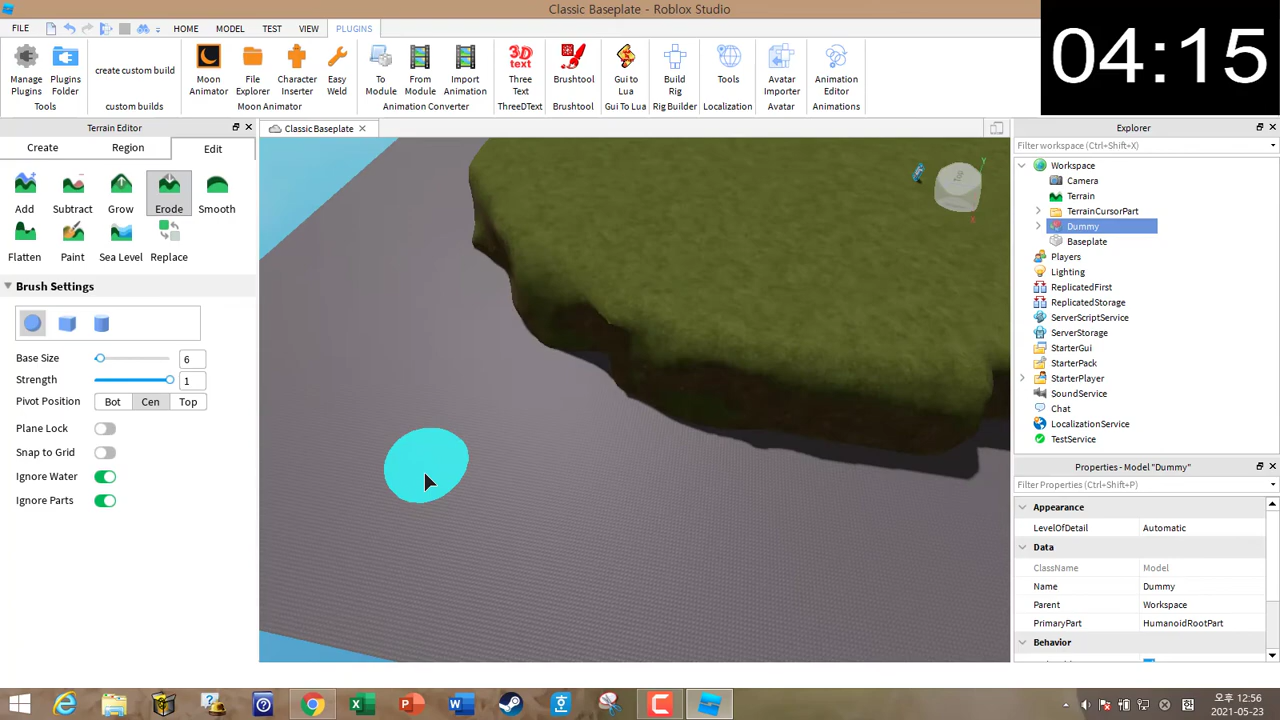 Classic Baseplate - Roblox Studio
04:15
FILE HOME MODEL TEST VIEW PLUGINS
Manage Plugins
Plugins Folder
Tools
create custom build
custom builds
Moon Animator
File Explorer
Character Inserter
Easy Weld
Moon Animator
To Module
From Module
Import Animation
Animation Converter
3D text
Three Text
ThreeDText
Brushtool
Brushtool
Gui to Lua
Gui To Lua
Build Rig
Rig Builder
Tools
Localization
Avatar Importer
Avatar
Animation Editor
Animations
Terrain Editor
Create Region Edit
Add Subtract Grow Erode Smooth
Flatten Paint Sea Level Replace
Brush Settings
Base Size 6
Strength 1
Pivot Position Bot Cen Top
Plane Lock
Snap to Grid
Ignore Water
Ignore Parts
Classic Baseplate
Y
X
Explorer
Filter workspace (Ctrl+Shift+X)
Workspace
Camera
Terrain
TerrainCursorPart
Dummy
Baseplate
Players
Lighting
ReplicatedFirst
ReplicatedStorage
ServerScriptService
ServerStorage
StarterGui
StarterPack
StarterPlayer
SoundService
Chat
LocalizationService
TestService
Properties - Model "Dummy"
Filter Properties (Ctrl+Shift+P)
Appearance
LevelOfDetail Automatic
Data
ClassName Model
Name Dummy
Parent Workspace
PrimaryPart HumanoidRootPart
Behavior
오후 12:56
2021-05-23